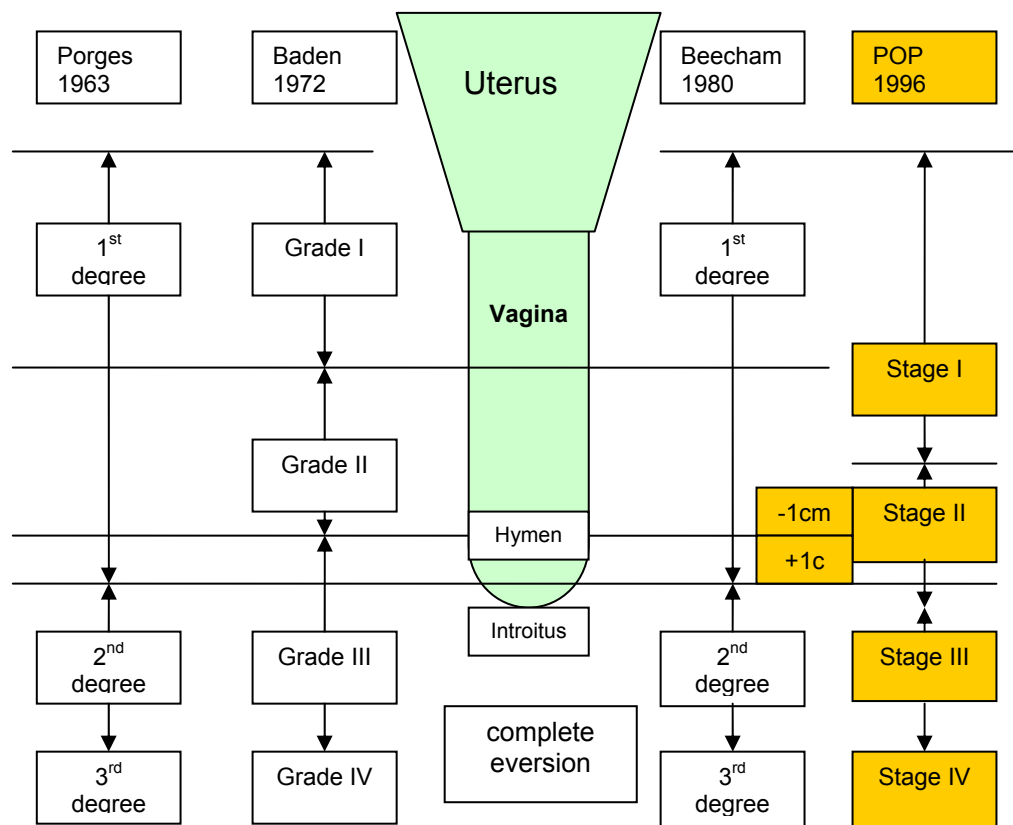 Porges
1963
Baden
1972
Uterus
Beecham
1980
POP
1996
1st
degree
Grade I
1st
degree
Vagina
Stage I
Grade II
-1cm
Stage II
Hymen
+1c
Introitus
2nd
degree
Grade III
2nd
degree
Stage III
complete
eversion
3rd
degree
Grade IV
3rd
degree
Stage IV